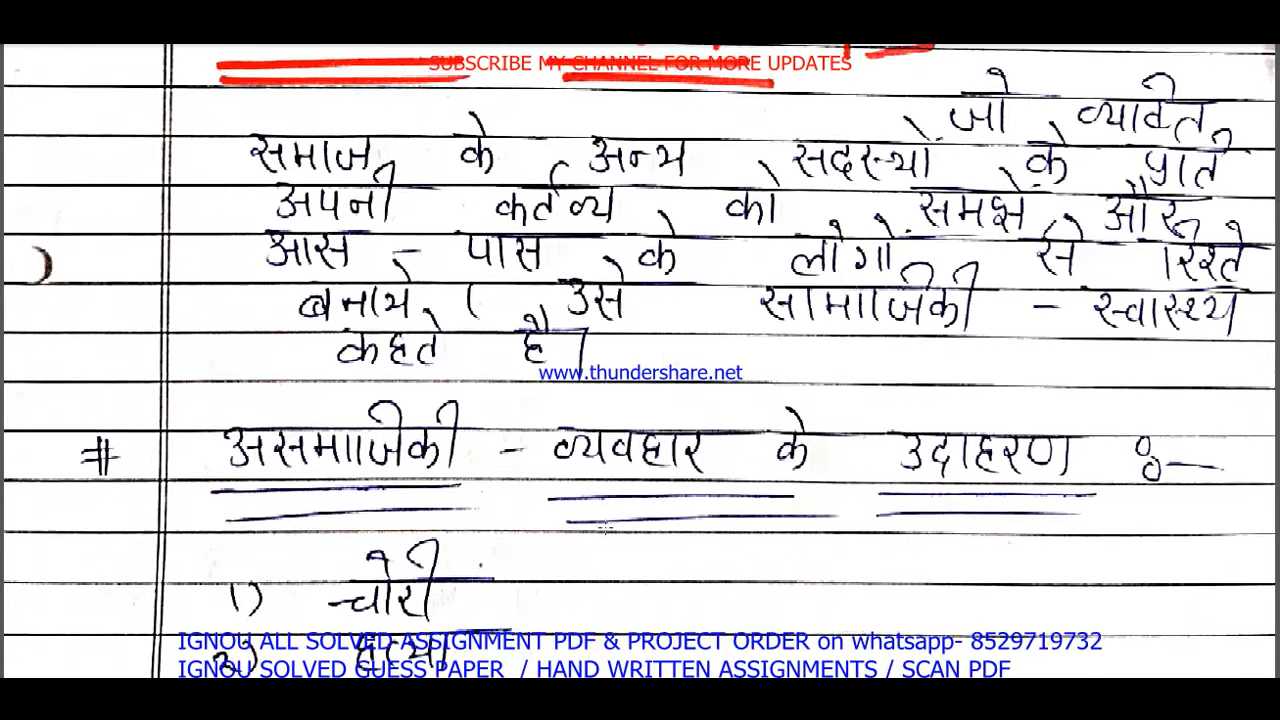 SUBSCRIBE MY CHANNEL FOR MORE UPDATES
जो व्यक्ति
समाज के अन्य सदस्यों के प्रति
अपनी कर्तव्य को समझे और
आस - पास के लोगों से रिश्ते
बनाये । उसे सामाजिकी - स्वास्थ्य
कहते है।
www.thundershare.net
# असमाजिकी - व्यवहार के उदाहरण :-
1) चोरी
2) हत्या
IGNOU ALL SOLVED ASSIGNMENT PDF & PROJECT ORDER on whatsapp- 8529719732
IGNOU SOLVED GUESS PAPER / HAND WRITTEN ASSIGNMENTS / SCAN PDF